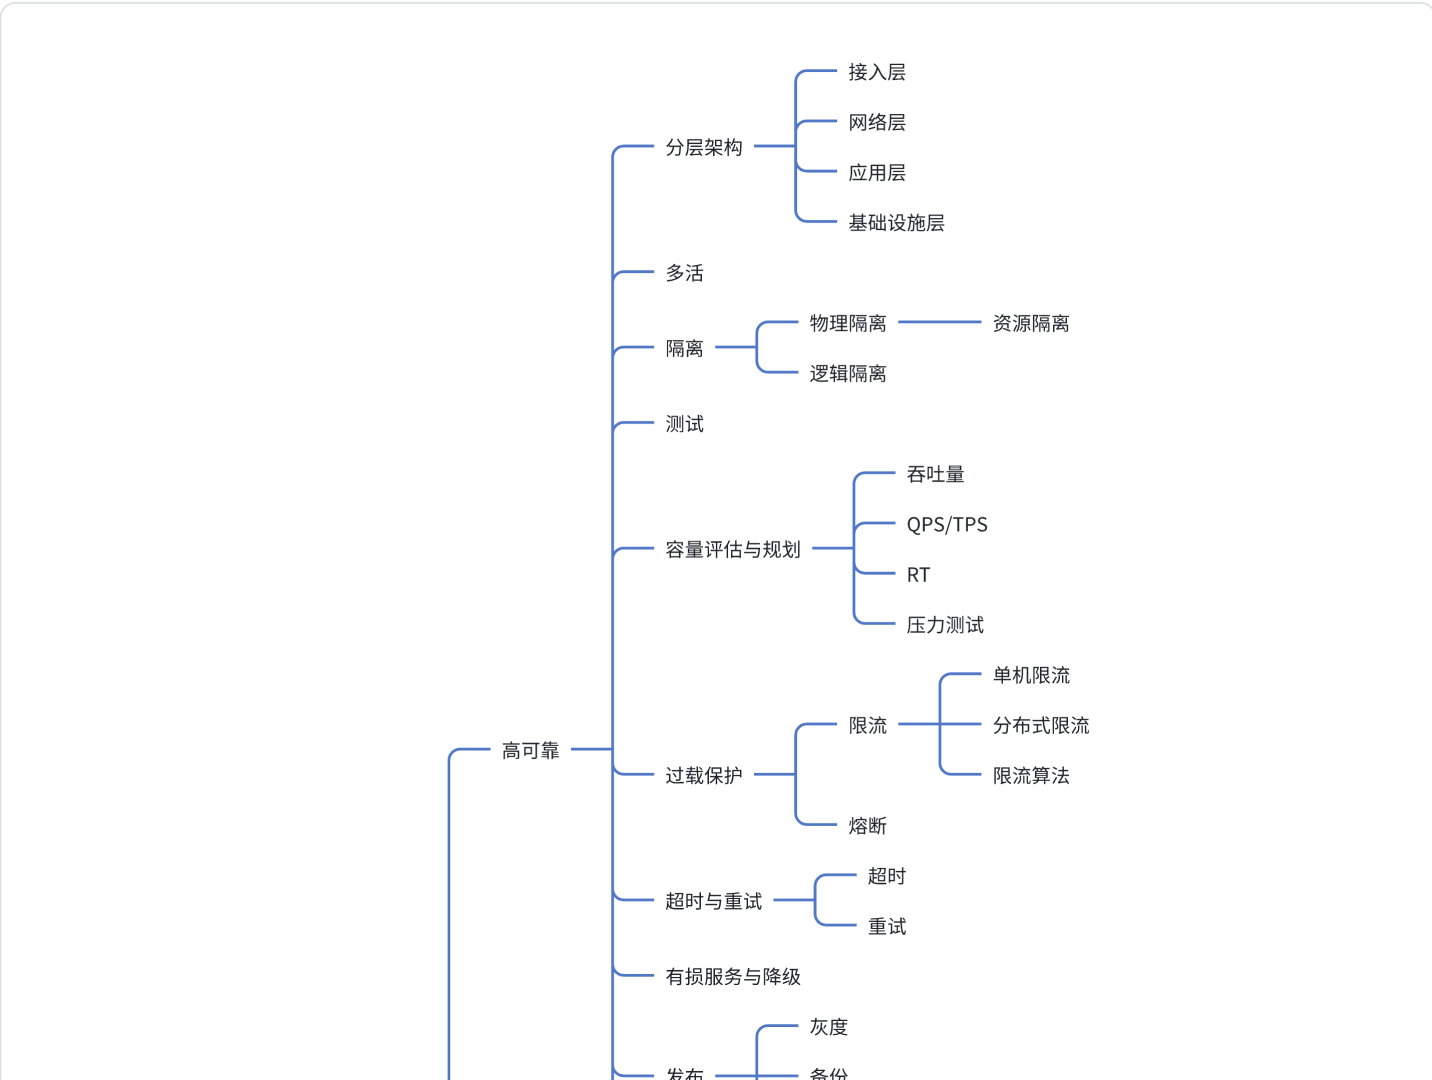 接入层
网络层
分层架构
应用层
基础设施层
多活
物理隔离
资源隔离
隔离
逻辑隔离
测试
吞吐量
QPS/TPS
容量评估与规划
RT
压力测试
单机限流
限流
分布式限流
高可靠
过载保护
限流算法
熔断
超时
超时与重试
重试
有损服务与降级
灰度
发布
备份